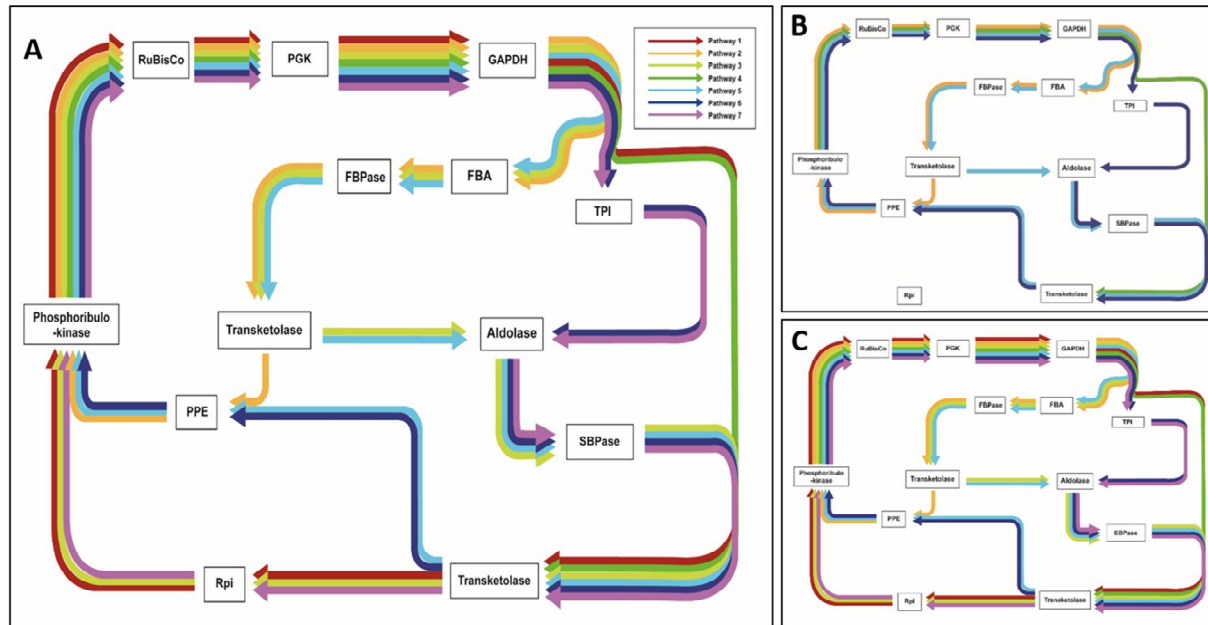 A
RuBisCo
PGK
GAPDH
Pathway 1
Pathway 2
Pathway 3
Pathway 4
Pathway 5
Pathway 6
Pathway 7
FBPase
FBA
TPI
Phosphoribulo
-kinase
Transketolase
Aldolase
PPE
SBPase
Rpi
Transketolase
B
RuBisCo
PGK
GAPDH
FBPase
FBA
TPI
Phosphoribulo
-kinase
Transketolase
Aldolase
PPE
SBPase
Rpi
Transketolase
C
RuBisCo
PGK
GAPDH
FBPase
FBA
TPI
Phosphoribulo
-kinase
Transketolase
Aldolase
PPE
SBPase
Rpi
Transketolase